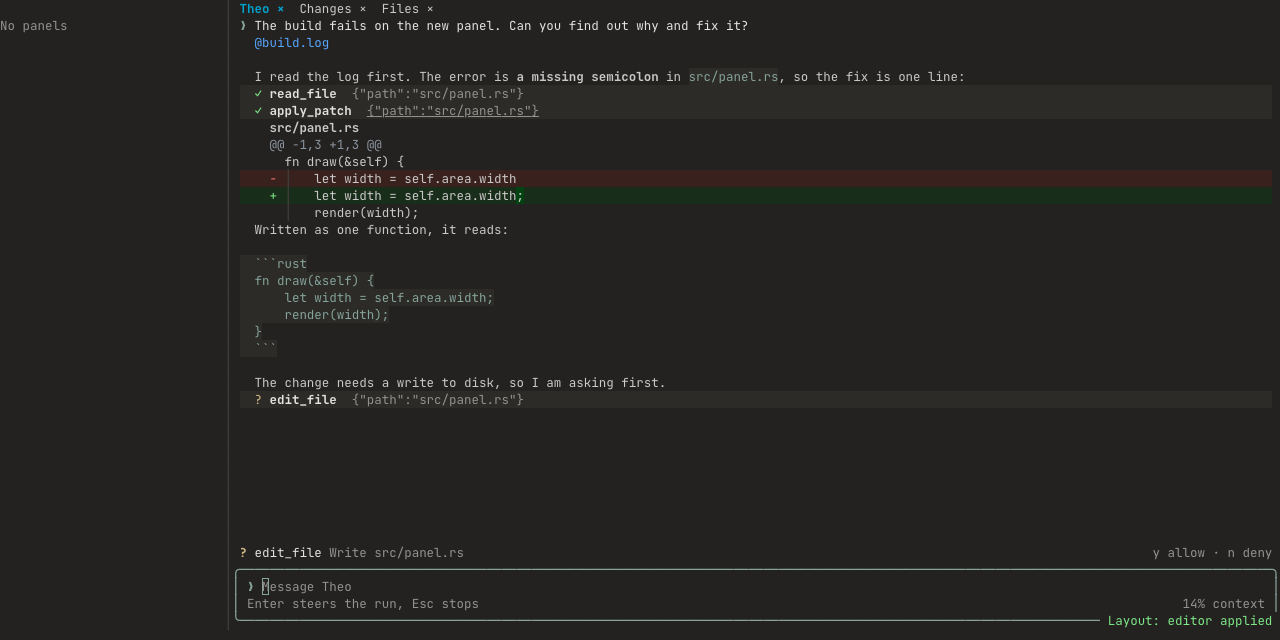 Theo × Changes × Files ×
No panels
❯ The build fails on the new panel. Can you find out why and fix it?
@build.log
I read the log first. The error is a missing semicolon in src/panel.rs, so the fix is one line:
✓ read_file {"path":"src/panel.rs"}
✓ apply_patch {"path":"src/panel.rs"}
src/panel.rs
@@ -1,3 +1,3 @@
fn draw(&self) {
- let width = self.area.width
+ let width = self.area.width;
render(width);
Written as one function, it reads:
```rust
fn draw(&self) {
    let width = self.area.width;
    render(width);
}
```
The change needs a write to disk, so I am asking first.
? edit_file {"path":"src/panel.rs"}
? edit_file Write src/panel.rs y allow · n deny
❯ Message Theo
Enter steers the run, Esc stops 14% context
Layout: editor applied